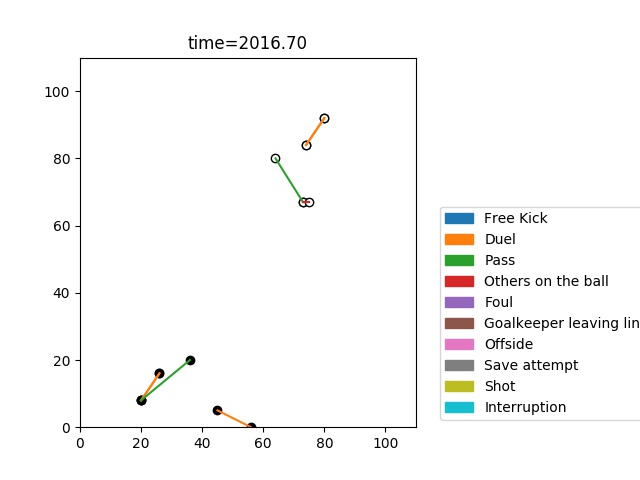 time=2016.70
100
80
60
40
20
0
0 20 40 60 80 100
Free Kick
Duel
Pass
Others on the ball
Foul
Goalkeeper leaving lin
Offside
Save attempt
Shot
Interruption